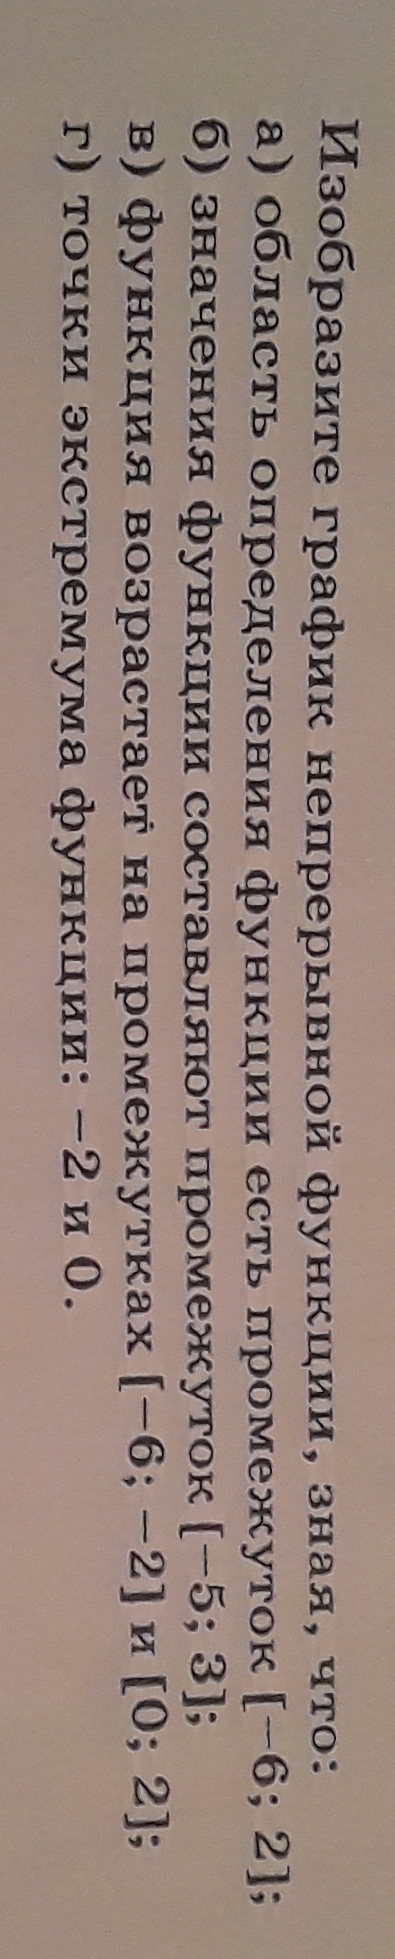 Изобразите график непрерывной функции, зная, что:
а) область определения функции есть промежуток [−6; 2];
б) значения функции составляют промежуток [−5; 3];
в) функция возрастает на промежутках [−6; −2] и [0; 2];
г) точки экстремума функции: −2 и 0.